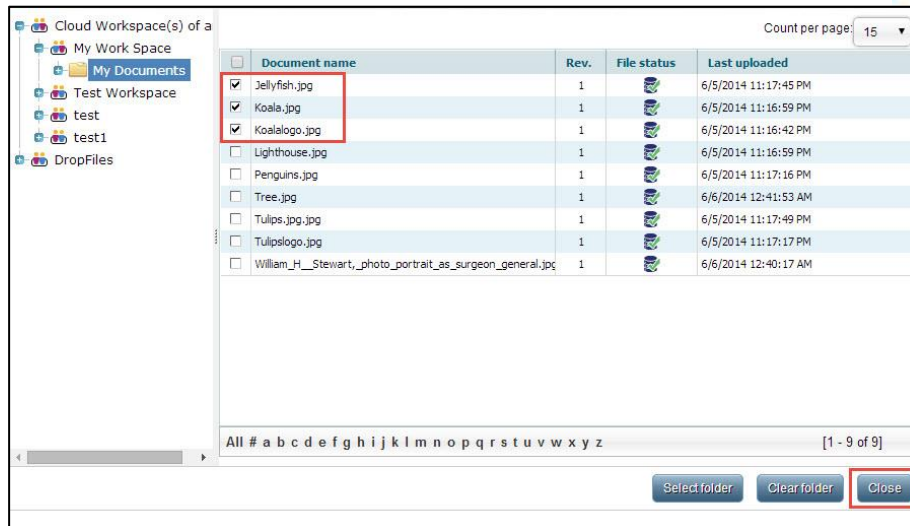 Cloud Workspace(s) of a
My Work Space
My Documents
Test Workspace
test
test1
DropFiles
Count per page: 15
Document name Rev. File status Last uploaded
Jellyfish.jpg 1 6/5/2014 11:17:45 PM
Koala.jpg 1 6/5/2014 11:16:59 PM
Koalalogo.jpg 1 6/5/2014 11:16:42 PM
Lighthouse.jpg 1 6/5/2014 11:16:59 PM
Penguins.jpg 1 6/5/2014 11:17:16 PM
Tree.jpg 1 6/6/2014 12:41:53 AM
Tulips.jpg.jpg 1 6/5/2014 11:17:49 PM
Tulipslogo.jpg 1 6/5/2014 11:17:17 PM
William_H__Stewart,_photo_portrait_as_surgeon_general.jpg 1 6/6/2014 12:40:17 AM
All # a b c d e f g h i j k l m n o p q r s t u v w x y z [1 - 9 of 9]
Select folder Clear folder Close